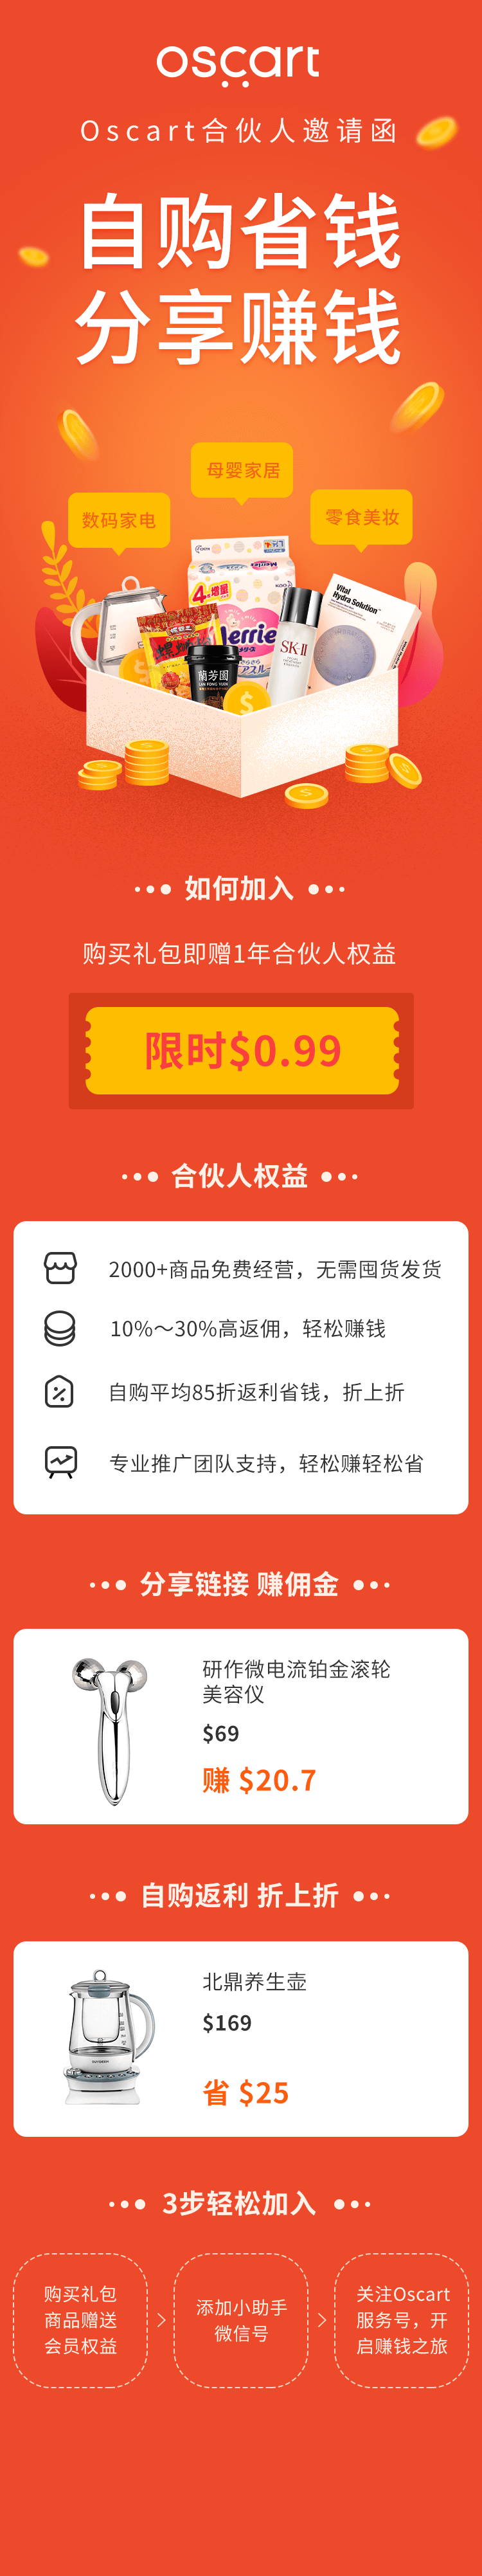 oscart
Oscart合伙人邀请函
自购省钱
分享赚钱
母婴家居
数码家电
零食美妆
4增量
Merries
Vital
Hydra Solution™
SK-II
蘭芳園
LAN FONG YUEN
如何加入
购买礼包即赠1年合伙人权益
限时$0.99
合伙人权益
2000+商品免费经营，无需囤货发货
10%～30%高返佣，轻松赚钱
自购平均85折返利省钱，折上折
专业推广团队支持，轻松赚轻松省
分享链接 赚佣金
研作微电流铂金滚轮
美容仪
$69
赚 $20.7
自购返利 折上折
北鼎养生壶
$169
省 $25
3步轻松加入
购买礼包
商品赠送
会员权益
添加小助手
微信号
关注Oscart
服务号，开
启赚钱之旅